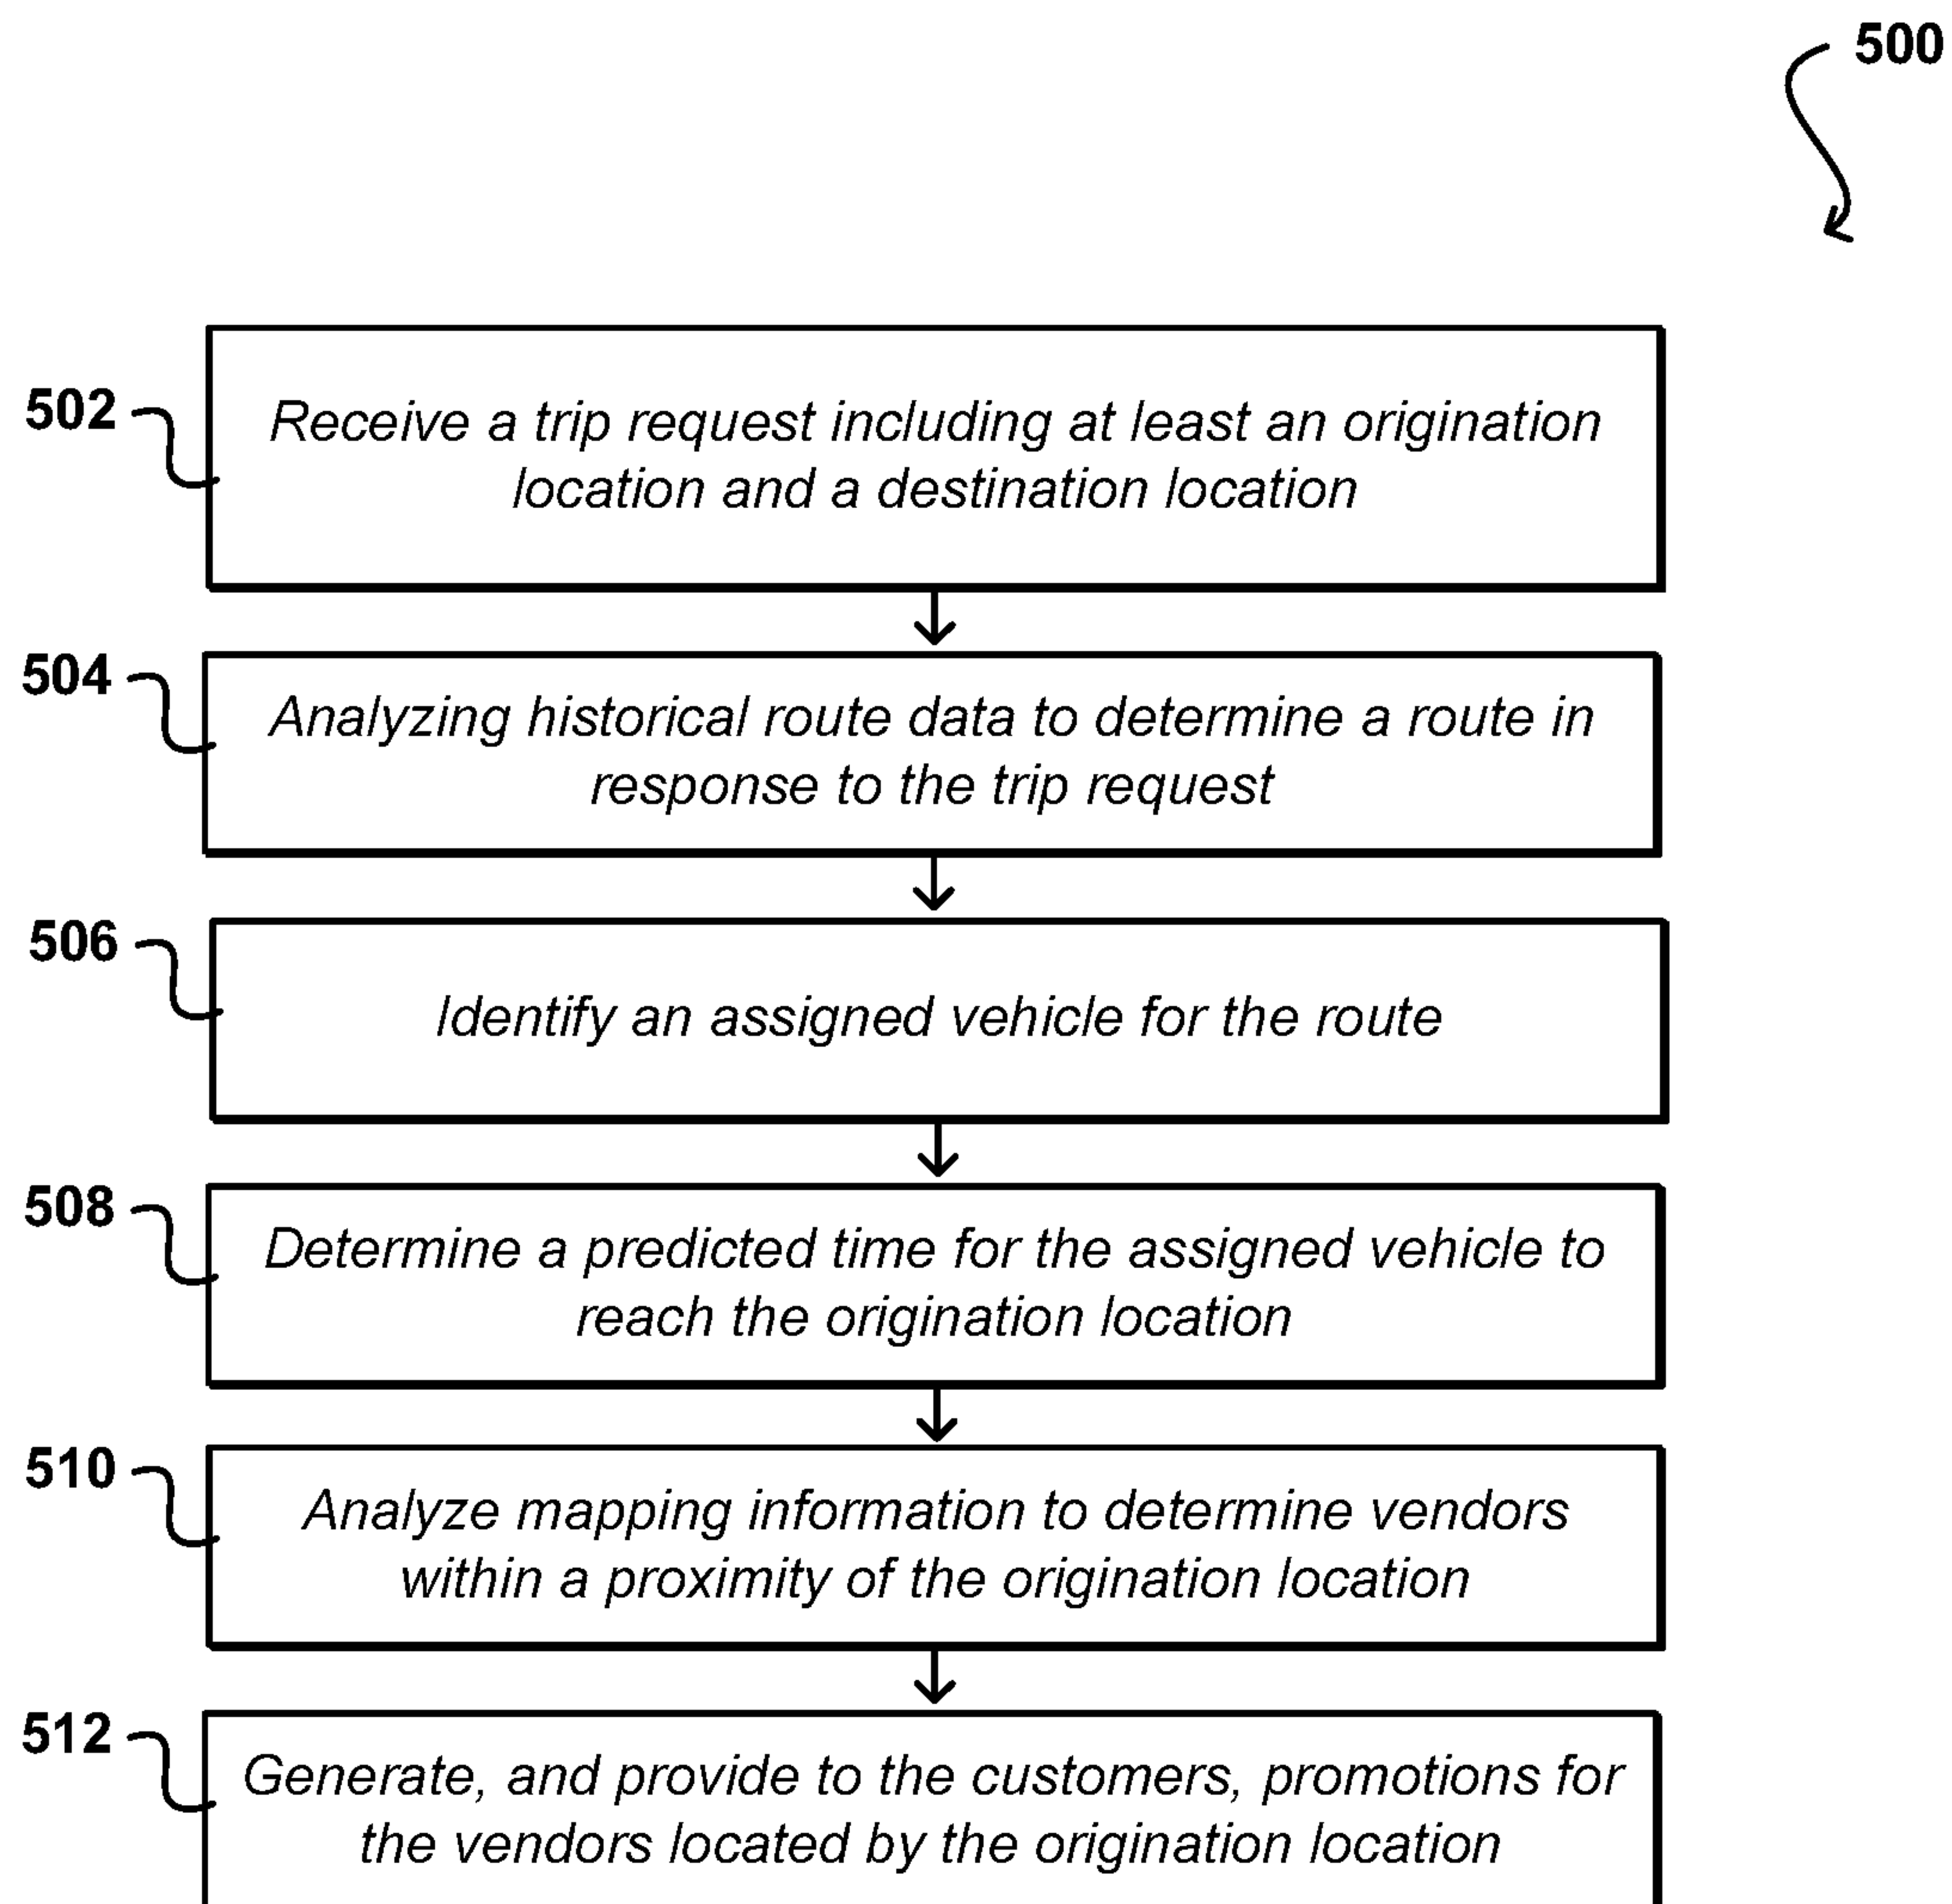 500
502
Receive a trip request including at least an origination
location and a destination location
504
Analyzing historical route data to determine a route in
response to the trip request
506
Identify an assigned vehicle for the route
508
Determine a predicted time for the assigned vehicle to
reach the origination location
510
Analyze mapping information to determine vendors
within a proximity of the origination location
512
Generate, and provide to the customers, promotions for
the vendors located by the origination location